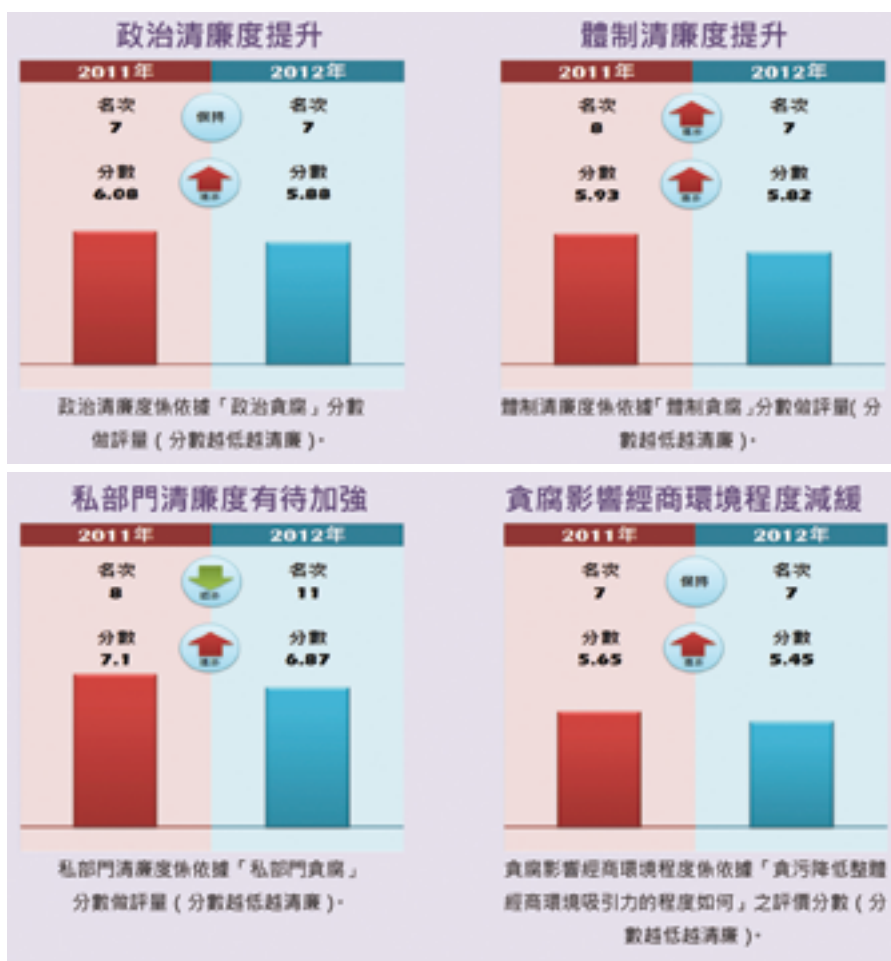 政治清廉度提升
2011年 2012年
名次 保持 名次
7 7
分數 分數
6.08 5.88
政治清廉度係依據「政治貪腐」分數
做評量(分數越低越清廉)。
體制清廉度提升
2011年 2012年
名次 名次
8 7
分數 分數
5.93 5.82
體制清廉度係依據「體制貪腐」分數做評量(分
數越低越清廉)。
私部門清廉度有待加強
2011年 2012年
名次 名次
8 11
分數 分數
7.1 6.87
私部門清廉度係依據「私部門貪腐」
分數做評量(分數越低越清廉)。
貪腐影響經商環境程度減緩
2011年 2012年
名次 保持 名次
7 7
分數 分數
5.65 5.45
貪腐影響經商環境程度係依據「貪污降低整體
經商環境吸引力的程度如何」之評價分數(分
數越低越清廉)。